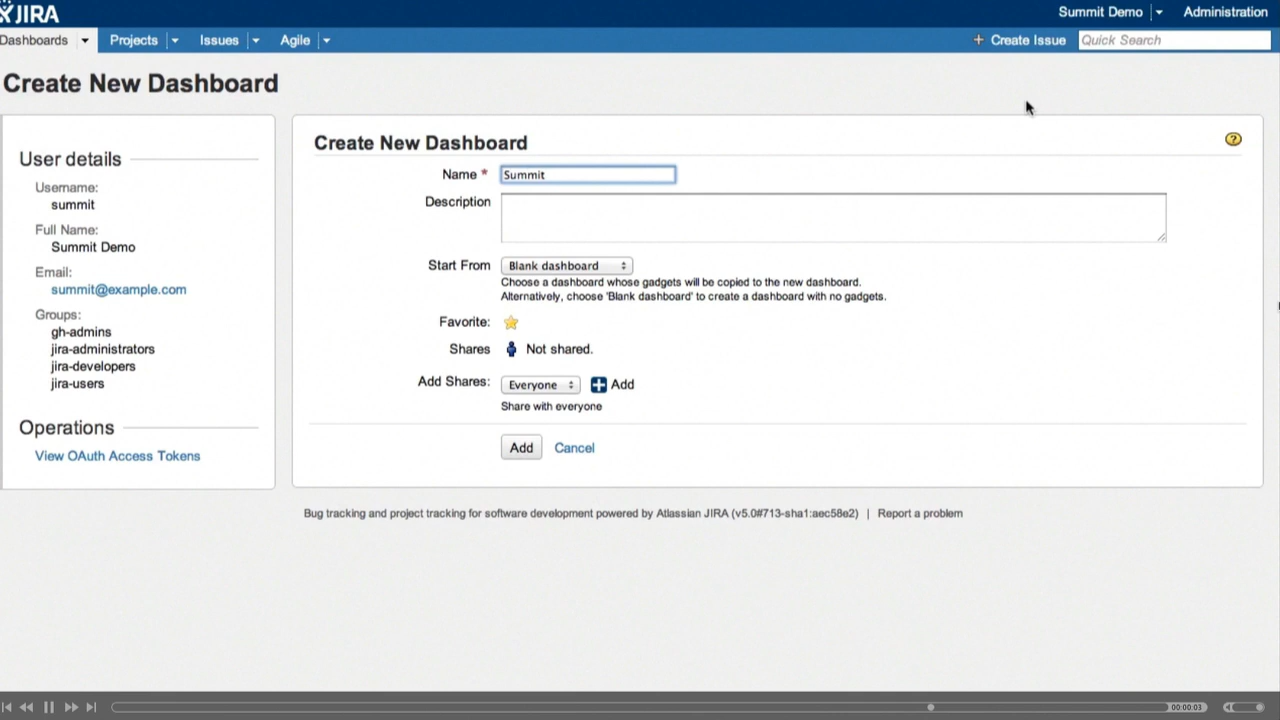 JIRA
Summit Demo
Administration
Dashboards
Projects
Issues
Agile
+ Create Issue
Quick Search
Create New Dashboard
User details
Username:
summit
Full Name:
Summit Demo
Email:
summit@example.com
Groups:
gh-admins
jira-administrators
jira-developers
jira-users
Operations
View OAuth Access Tokens
Create New Dashboard
?
Name *
Summit
Description
Start From
Blank dashboard
Choose a dashboard whose gadgets will be copied to the new dashboard.
Alternatively, choose 'Blank dashboard' to create a dashboard with no gadgets.
Favorite:
Shares
Not shared.
Add Shares:
Everyone
Add
Share with everyone
Add
Cancel
Bug tracking and project tracking for software development powered by Atlassian JIRA (v5.0#713-sha1:aec58e2) | Report a problem
00:00:03